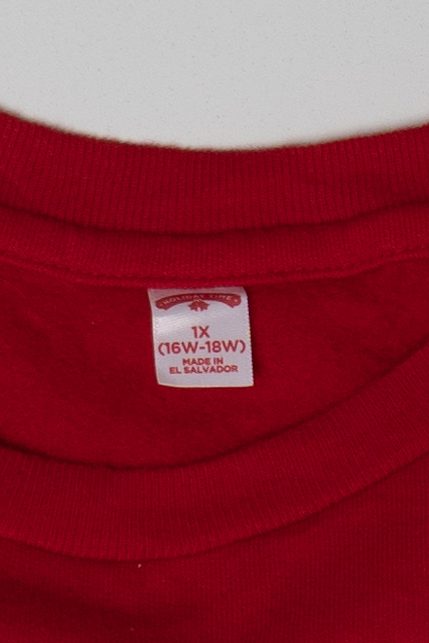 HOLIDAY TIME
1X
(16W-18W)
MADE IN
EL SALVADOR